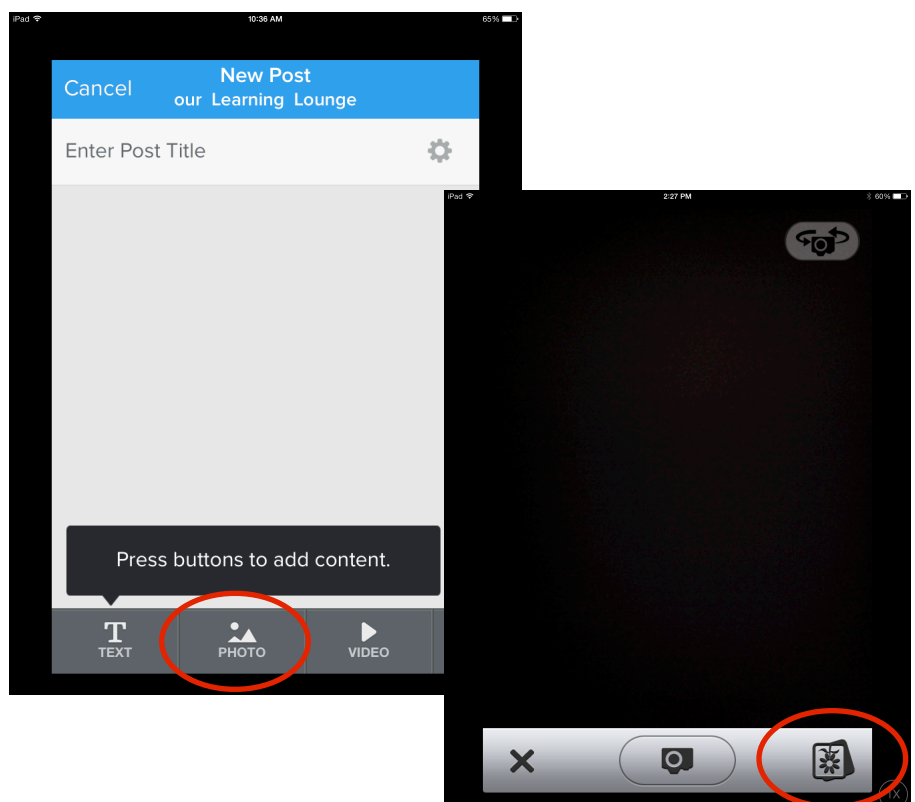 iPad 10:36 AM 65%
Cancel New Post
our Learning Lounge
Enter Post Title
Press buttons to add content.
T
TEXT PHOTO VIDEO
iPad 2:27 PM 60%
1X